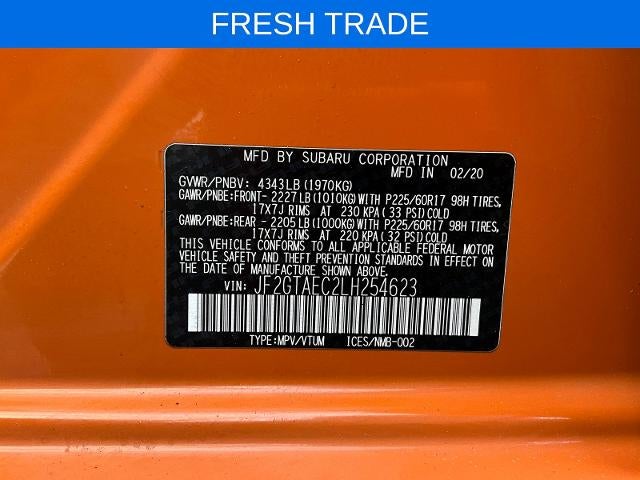 FRESH TRADE
MFD BY SUBARU CORPORATION
MFD IN 02/20
GVWR/PNBV: 4343LB(1970KG)
GAWR/PNBE:FRONT- 2227LB(1010KG)WITH P225/60R17 98H TIRES,
17X7J RIMS AT 230 KPA(33 PSI)COLD
GAWR/PNBE:REAR - 2205LB(1000KG)WITH P225/60R17 98H TIRES,
17X7J RIMS AT 220 KPA(32 PSI)COLD
THIS VEHICLE CONFORMS TO ALL APPLICABLE FEDERAL MOTOR
VEHICLE SAFETY AND THEFT PREVENTION STANDARDS IN
EFFECT ON THE DATE OF MANUFACTURE SHOWN ABOVE.
VIN: JF2GTAEC2LH254623
TYPE:MPV/VTUM ICES/NMB-002